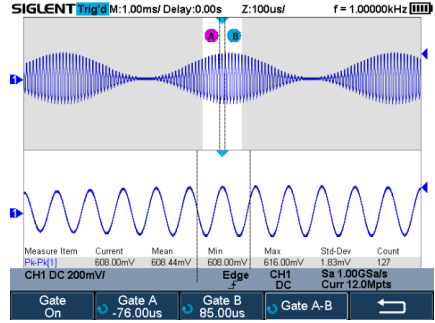 SIGLENT Trig'd M:1.00ms/ Delay:0.00s Z:100us/ f = 1.00000kHz
A B
1
1
Measure Item Current Mean Min Max Std-Dev Count
Pk-Pk[1] 608.00mV 608.44mV 608.00mV 616.00mV 1.83mV 127
CH1 DC 200mV/ Edge CH1 Sa 1.00GSa/s
DC Curr 12.0Mpts
Gate Gate A Gate B Gate A-B
On -76.00us 85.00us